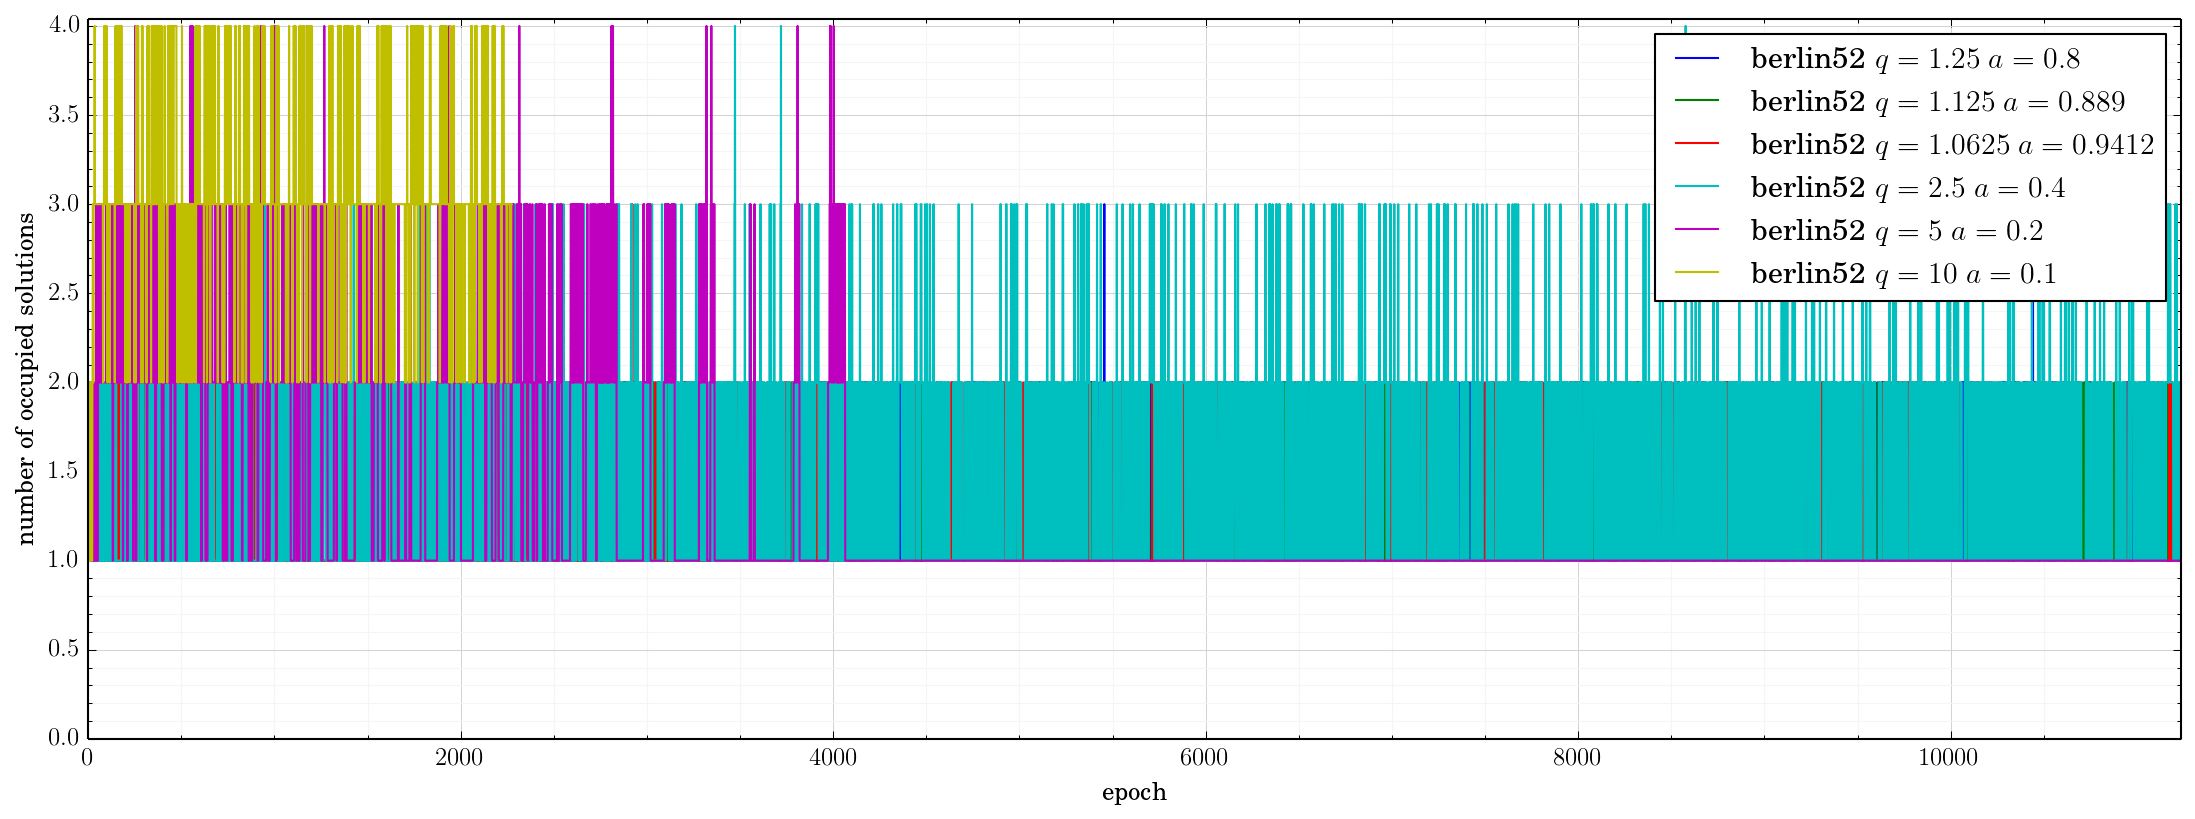 4.0
3.5
3.0
2.5
2.0
1.5
1.0
0.5
0.0
number of occupied solutions
berlin52 q = 1.25 a = 0.8
berlin52 q = 1.125 a = 0.889
berlin52 q = 1.0625 a = 0.9412
berlin52 q = 2.5 a = 0.4
berlin52 q = 5 a = 0.2
berlin52 q = 10 a = 0.1
0 2000 4000 6000 8000 10000
epoch